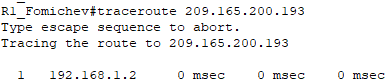 R1_Fomichev#traceroute 209.165.200.193
Type escape sequence to abort.
Tracing the route to 209.165.200.193
1 192.168.1.2 0 msec 0 msec 0 msec